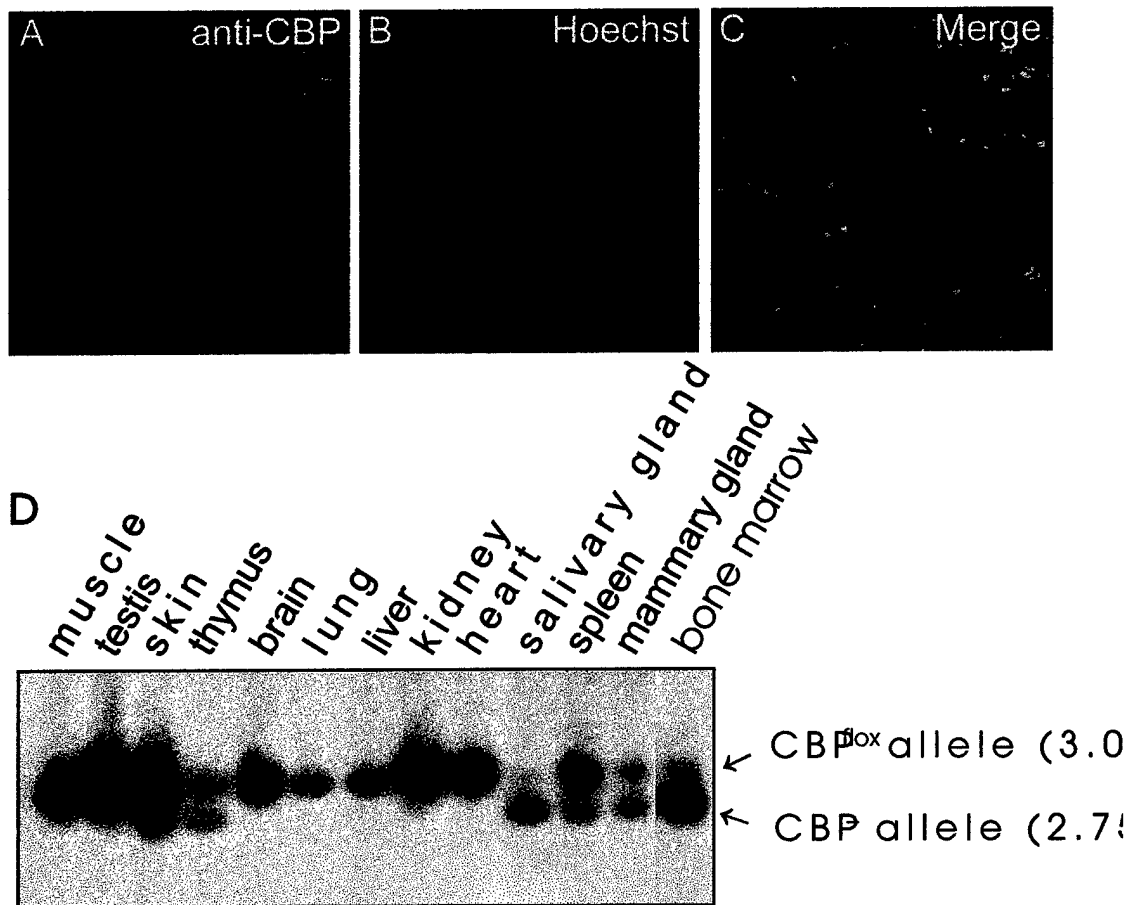 A anti-CBP
B Hoechst
C Merge
D
muscle
testis
skin
thymus
brain
lung
liver
kidney
heart
salivary gland
spleen
mammary gland
bone marrow
CBPflox allele (3.0
CBP- allele (2.75